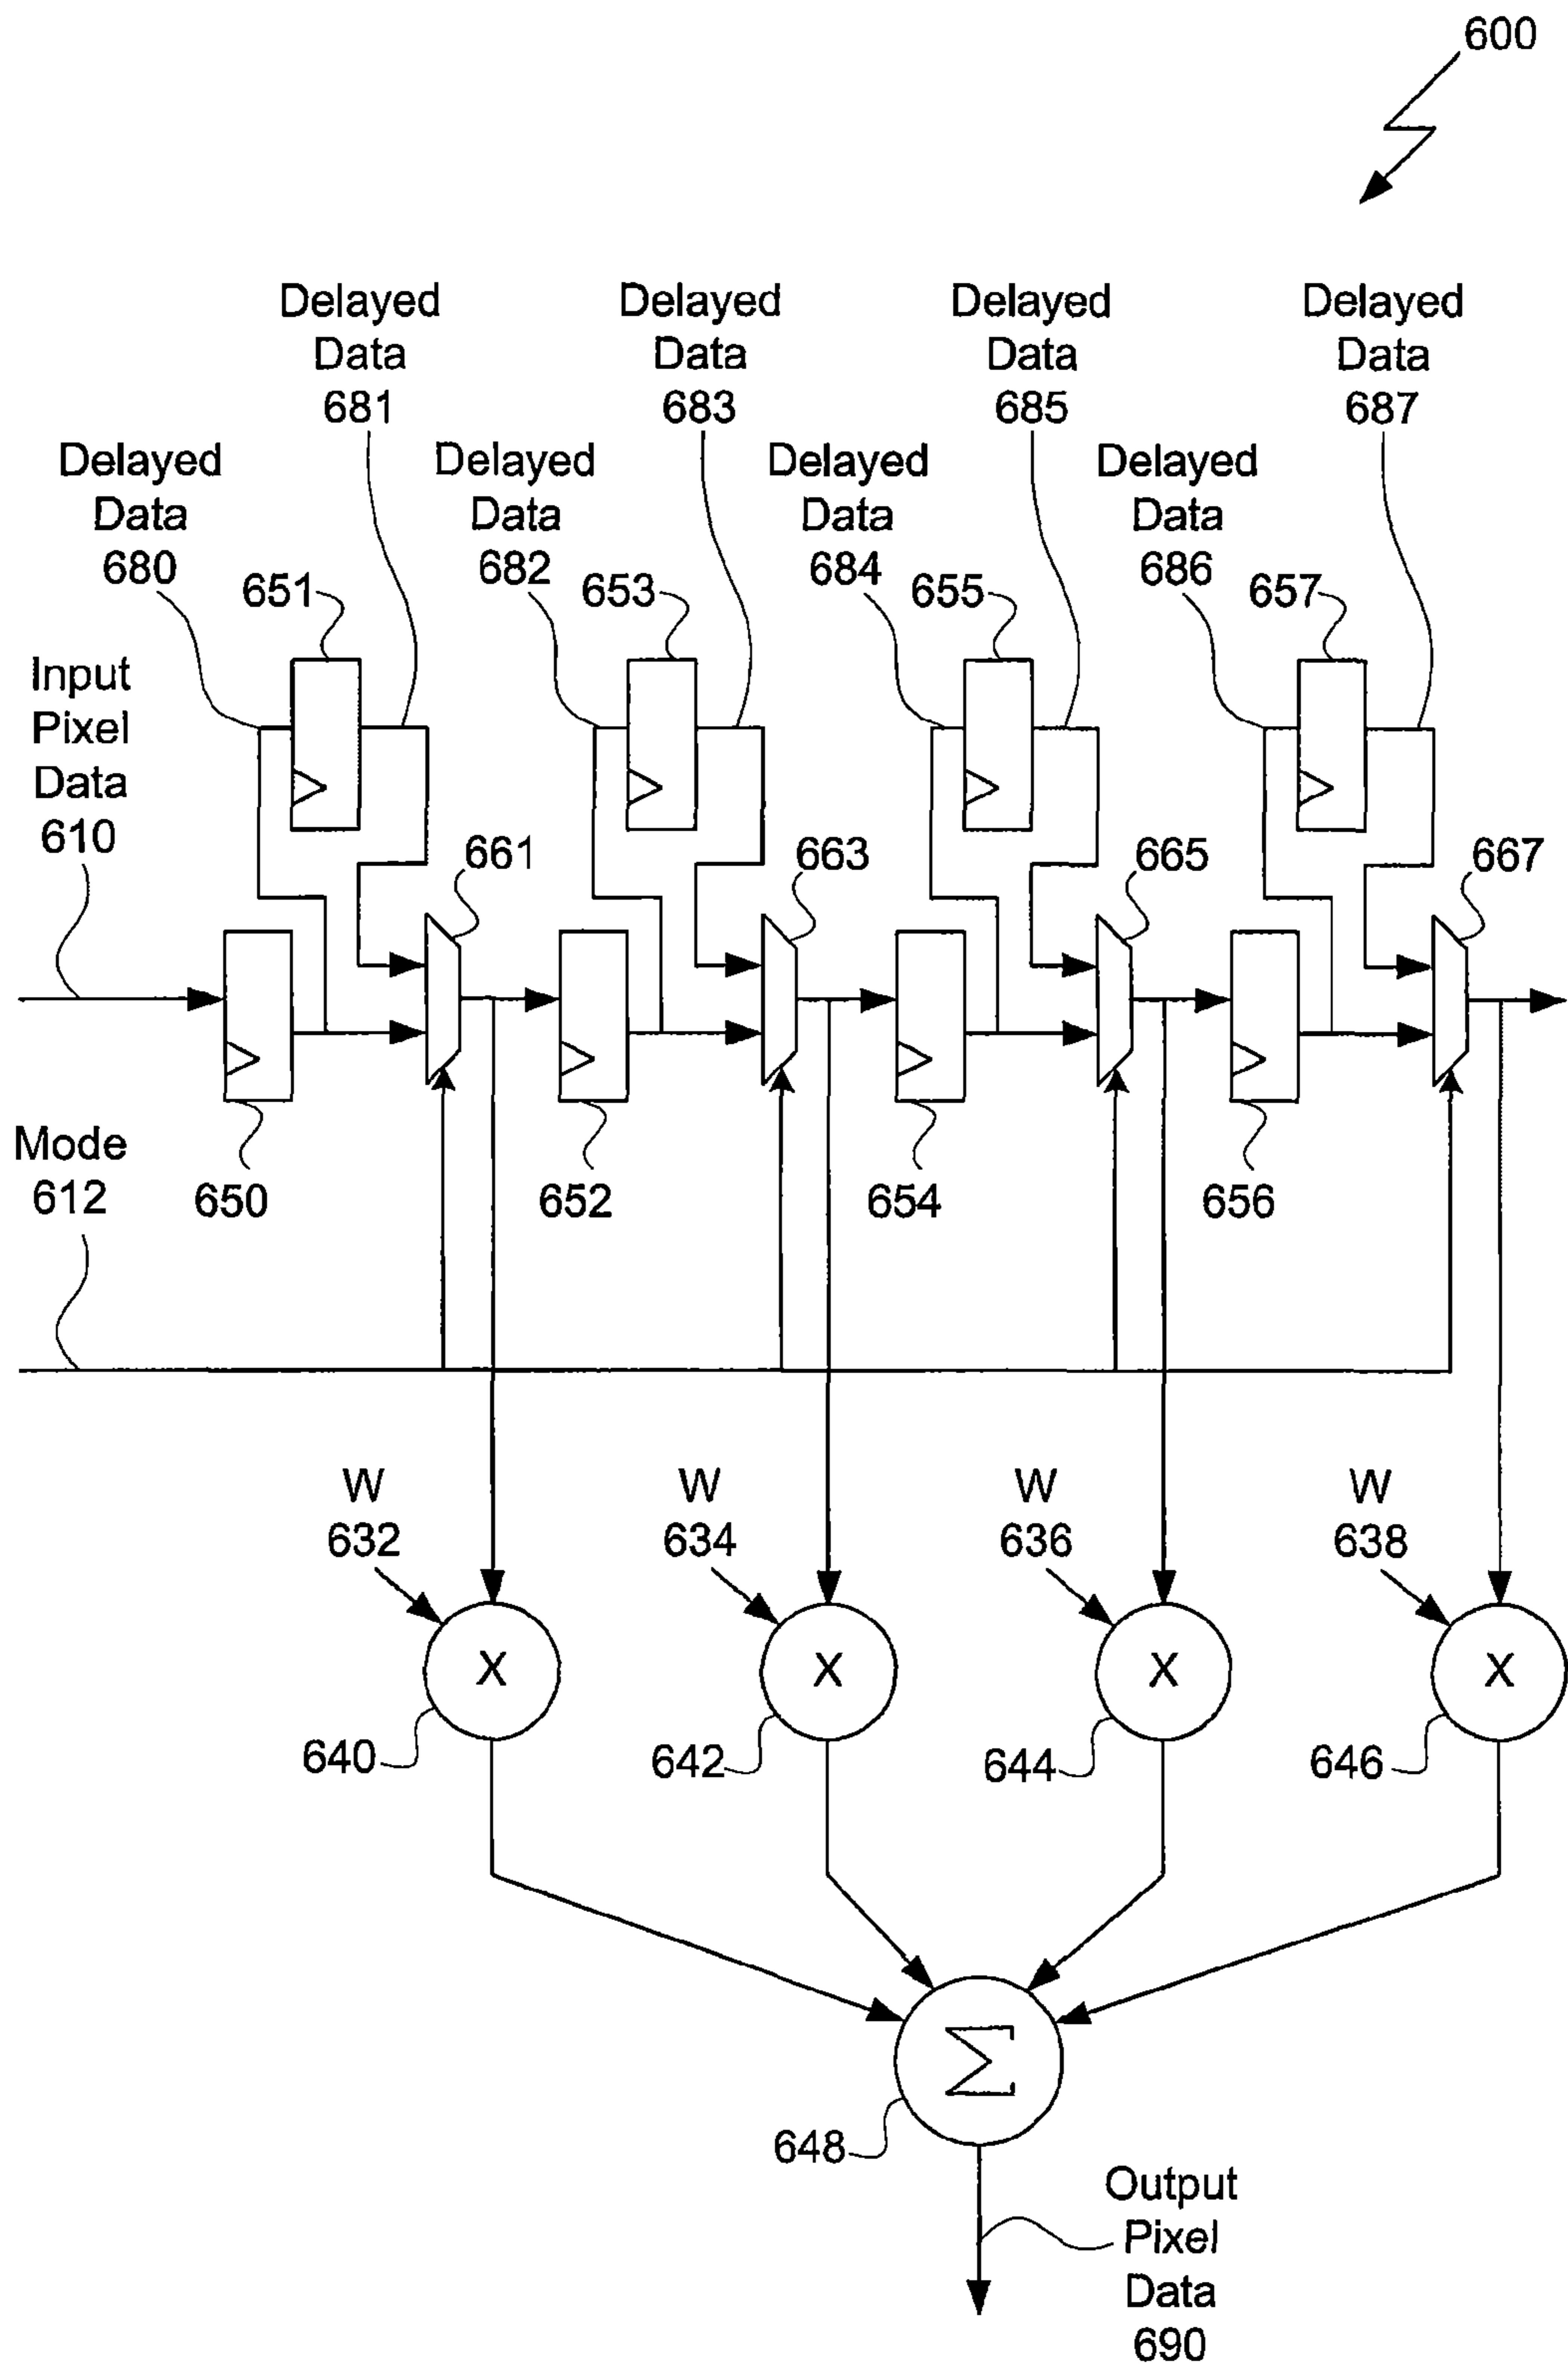 600
Delayed
Data
681
Delayed
Data
683
Delayed
Data
685
Delayed
Data
687
Delayed
Data
680
Delayed
Data
682
Delayed
Data
684
Delayed
Data
686
651
653
655
657
Input
Pixel
Data
610
661
663
665
667
Mode
612
650
652
654
656
W
632
W
634
W
636
W
638
X
X
X
X
640
642
644
646
Σ
648
Output
Pixel
Data
690